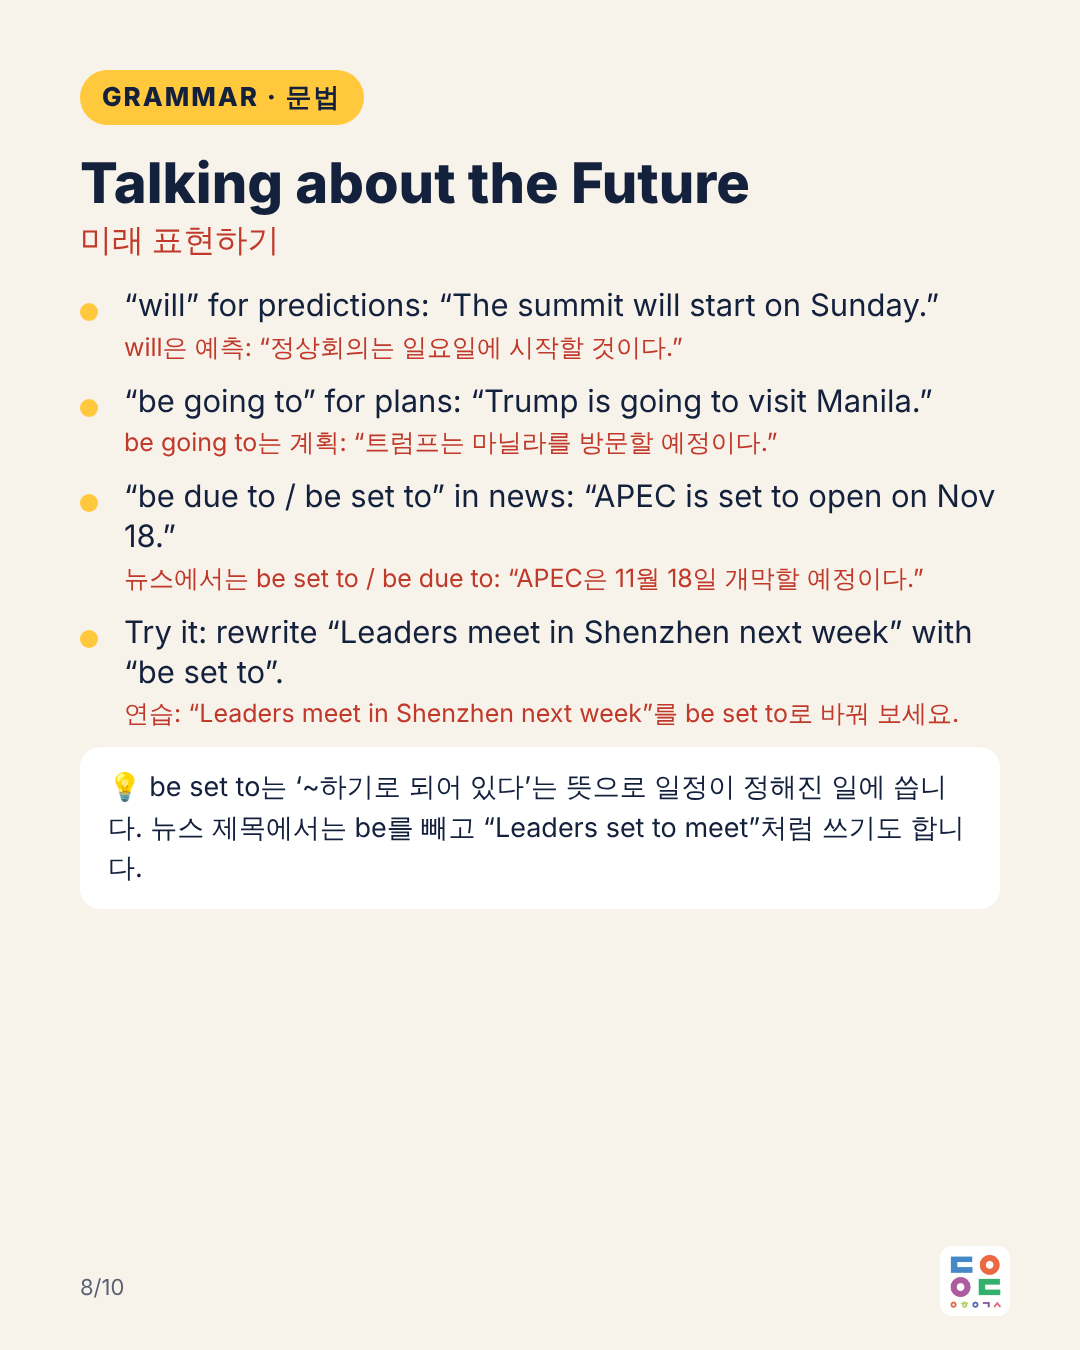 GRAMMAR · 문법
Talking about the Future
미래 표현하기
“will” for predictions: “The summit will start on Sunday.”
will은 예측: “정상회의는 일요일에 시작할 것이다.”
“be going to” for plans: “Trump is going to visit Manila.”
be going to는 계획: “트럼프는 마닐라를 방문할 예정이다.”
“be due to / be set to” in news: “APEC is set to open on Nov
18.”
뉴스에서는 be set to / be due to: “APEC은 11월 18일 개막할 예정이다.”
Try it: rewrite “Leaders meet in Shenzhen next week” with
“be set to”.
연습: “Leaders meet in Shenzhen next week”를 be set to로 바꿔 보세요.
💡 be set to는 ‘~하기로 되어 있다’는 뜻으로 일정이 정해진 일에 씁니
다. 뉴스 제목에서는 be를 빼고 “Leaders set to meet”처럼 쓰기도 합니
다.
8/10